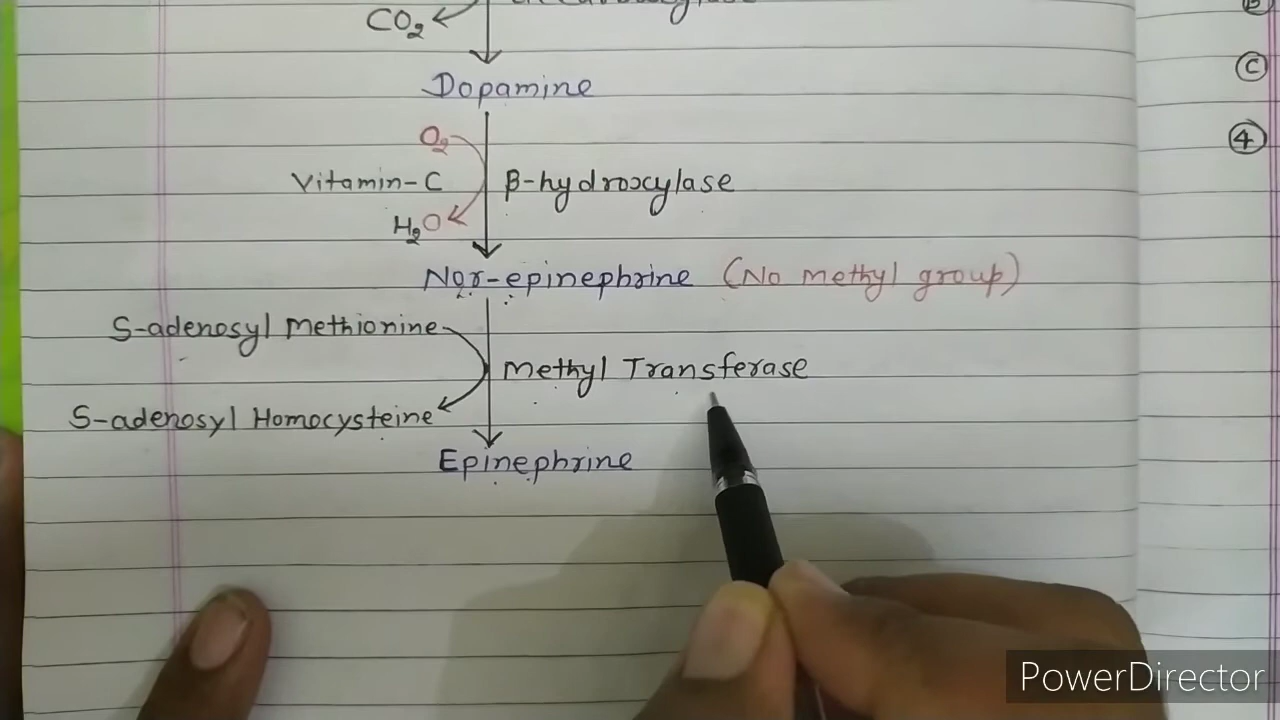 CO2
Dopamine
O2
Vitamin-C β-hydroxylase
H2O
Nor-epinephrine (No methyl group)
S-adenosyl Methionine
Methyl Transferase
S-adenosyl Homocysteine
Epinephrine
C
4
PowerDirector